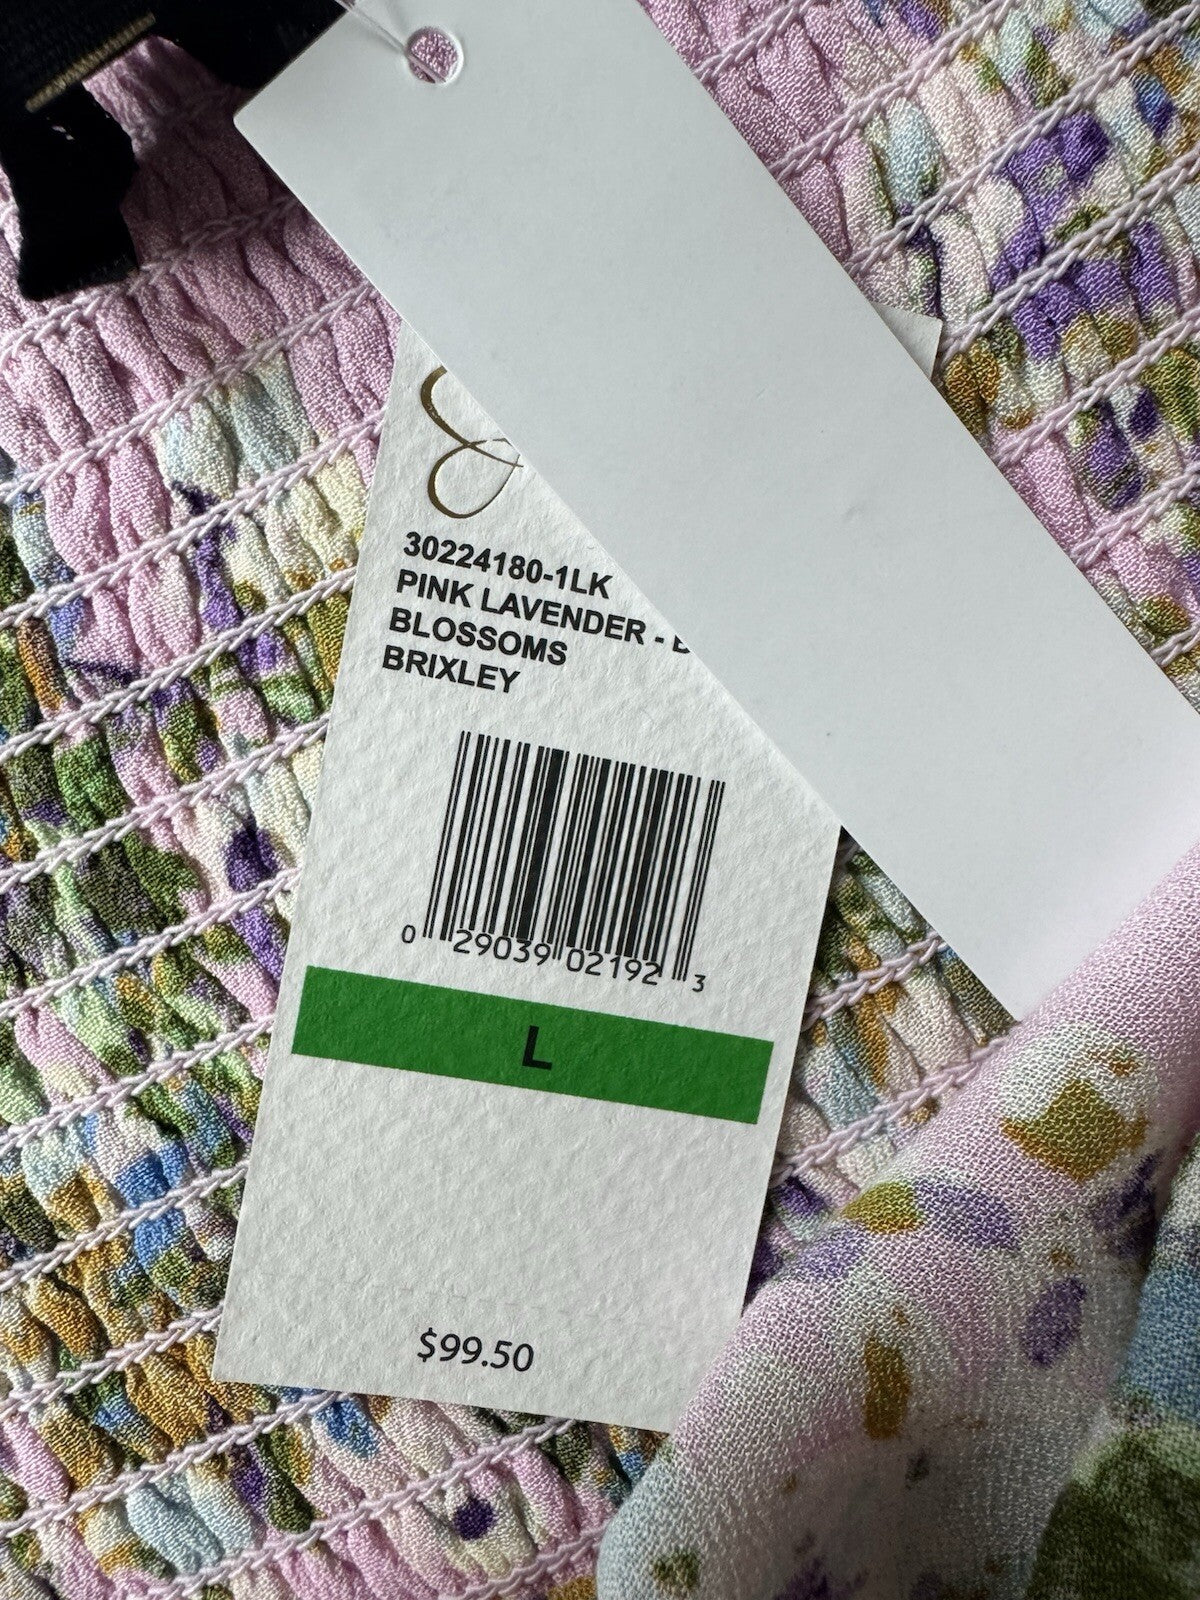 30224180-1LK
PINK LAVENDER -
BLOSSOMS
BRIXLEY
0 29039 02192 3
L
$99.50